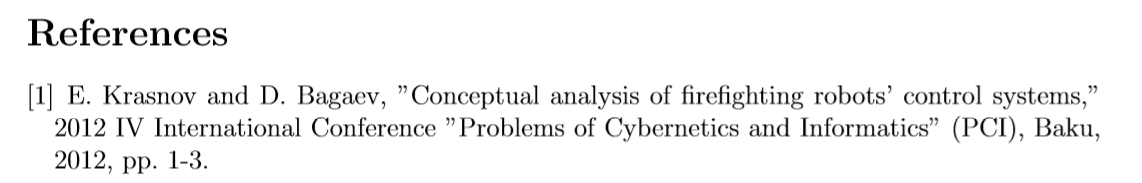 References
[1] E. Krasnov and D. Bagaev, ”Conceptual analysis of firefighting robots’ control systems,”
2012 IV International Conference ”Problems of Cybernetics and Informatics” (PCI), Baku,
2012, pp. 1-3.